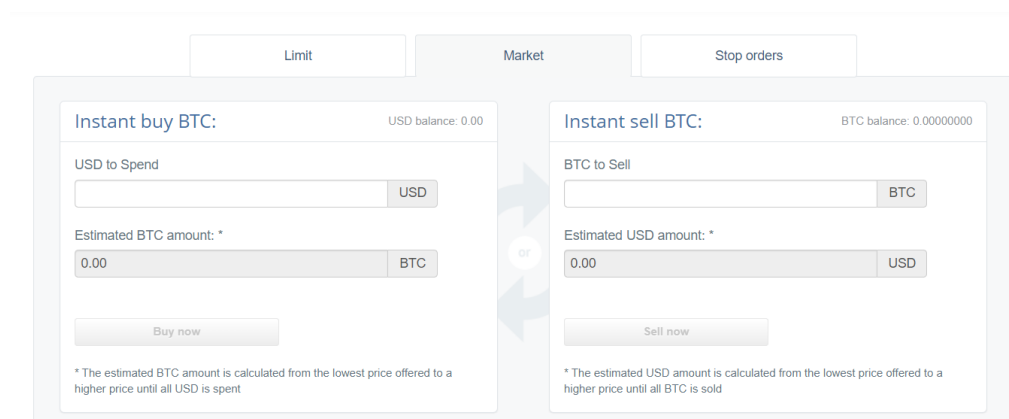 Limit
Market
Stop orders
Instant buy BTC:
USD balance: 0.00
USD to Spend
USD
Estimated BTC amount: *
0.00
BTC
Buy now
* The estimated BTC amount is calculated from the lowest price offered to a
higher price until all USD is spent
or
Instant sell BTC:
BTC balance: 0.00000000
BTC to Sell
BTC
Estimated USD amount: *
0.00
USD
Sell now
* The estimated USD amount is calculated from the lowest price offered to a
higher price until all BTC is sold